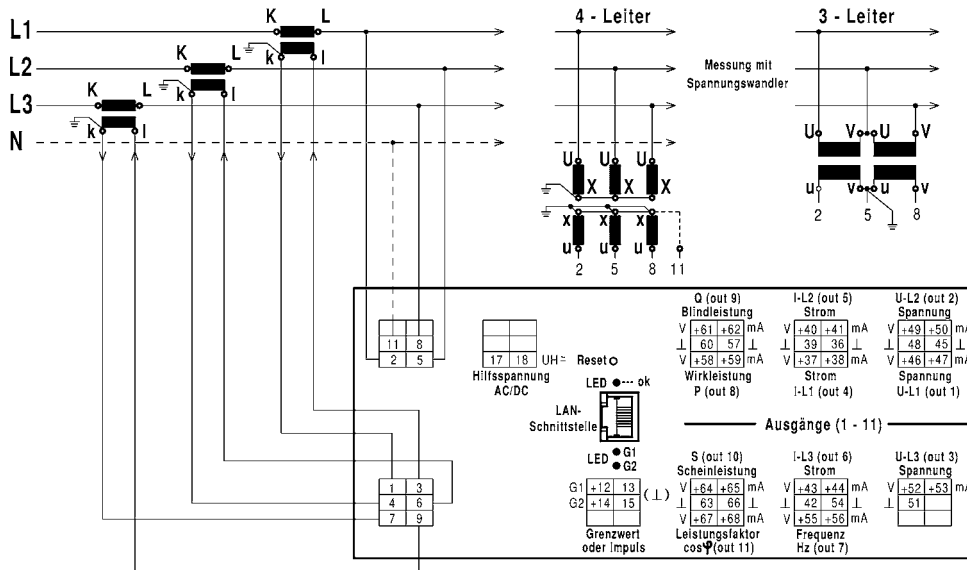 4 - Leiter
3 - Leiter
L1
K
L
k
l
L2
K
L
k
l
Messung mit
Spannungswandler
L3
K
L
k
l
N
U
U
U
X
X
X
x
x
x
u
u
u
2
5
8
11
U
V
U
V
u
v
u
v
2
5
8
11 8
2 5
17 18 UH≂
Hilfsspannung
AC/DC
Reset
LED --- ok
LAN-
Schnittstelle
LED G1
G2
Q (out 9)
Blindleistung
V +61 +62 mA
⊥ 60 57 ⊥
V +58 +59 mA
Wirkleistung
P (out 8)
I-L2 (out 5)
Strom
V +40 +41 mA
⊥ 39 36 ⊥
V +37 +38 mA
Strom
I-L1 (out 4)
U-L2 (out 2)
Spannung
V +49 +50 mA
⊥ 48 45 ⊥
V +46 +47 mA
Spannung
U-L1 (out 1)
Ausgänge (1 - 11)
1 3
4 6
7 9
G1 +12 13 (⊥)
G2 +14 15
Grenzwert
oder Impuls
S (out 10)
Scheinleistung
V +64 +65 mA
⊥ 63 66 ⊥
V +67 +68 mA
Leistungsfaktor
cosφ (out 11)
I-L3 (out 6)
Strom
V +43 +44 mA
⊥ 42 54 ⊥
V +55 +56 mA
Frequenz
Hz (out 7)
U-L3 (out 3)
Spannung
V +52 +53 mA
⊥ 51